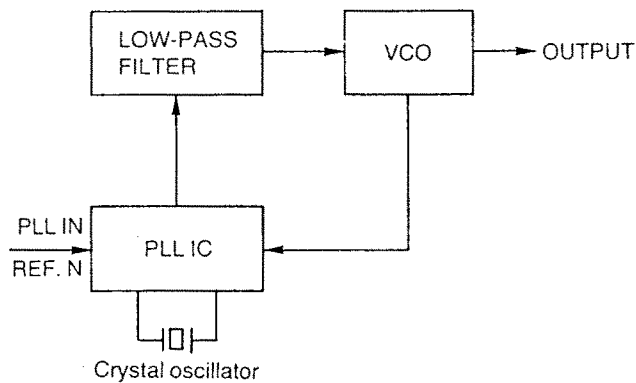 LOW-PASS
FILTER
VCO
OUTPUT
PLL IN
REF. N
PLL IC
Crystal oscillator